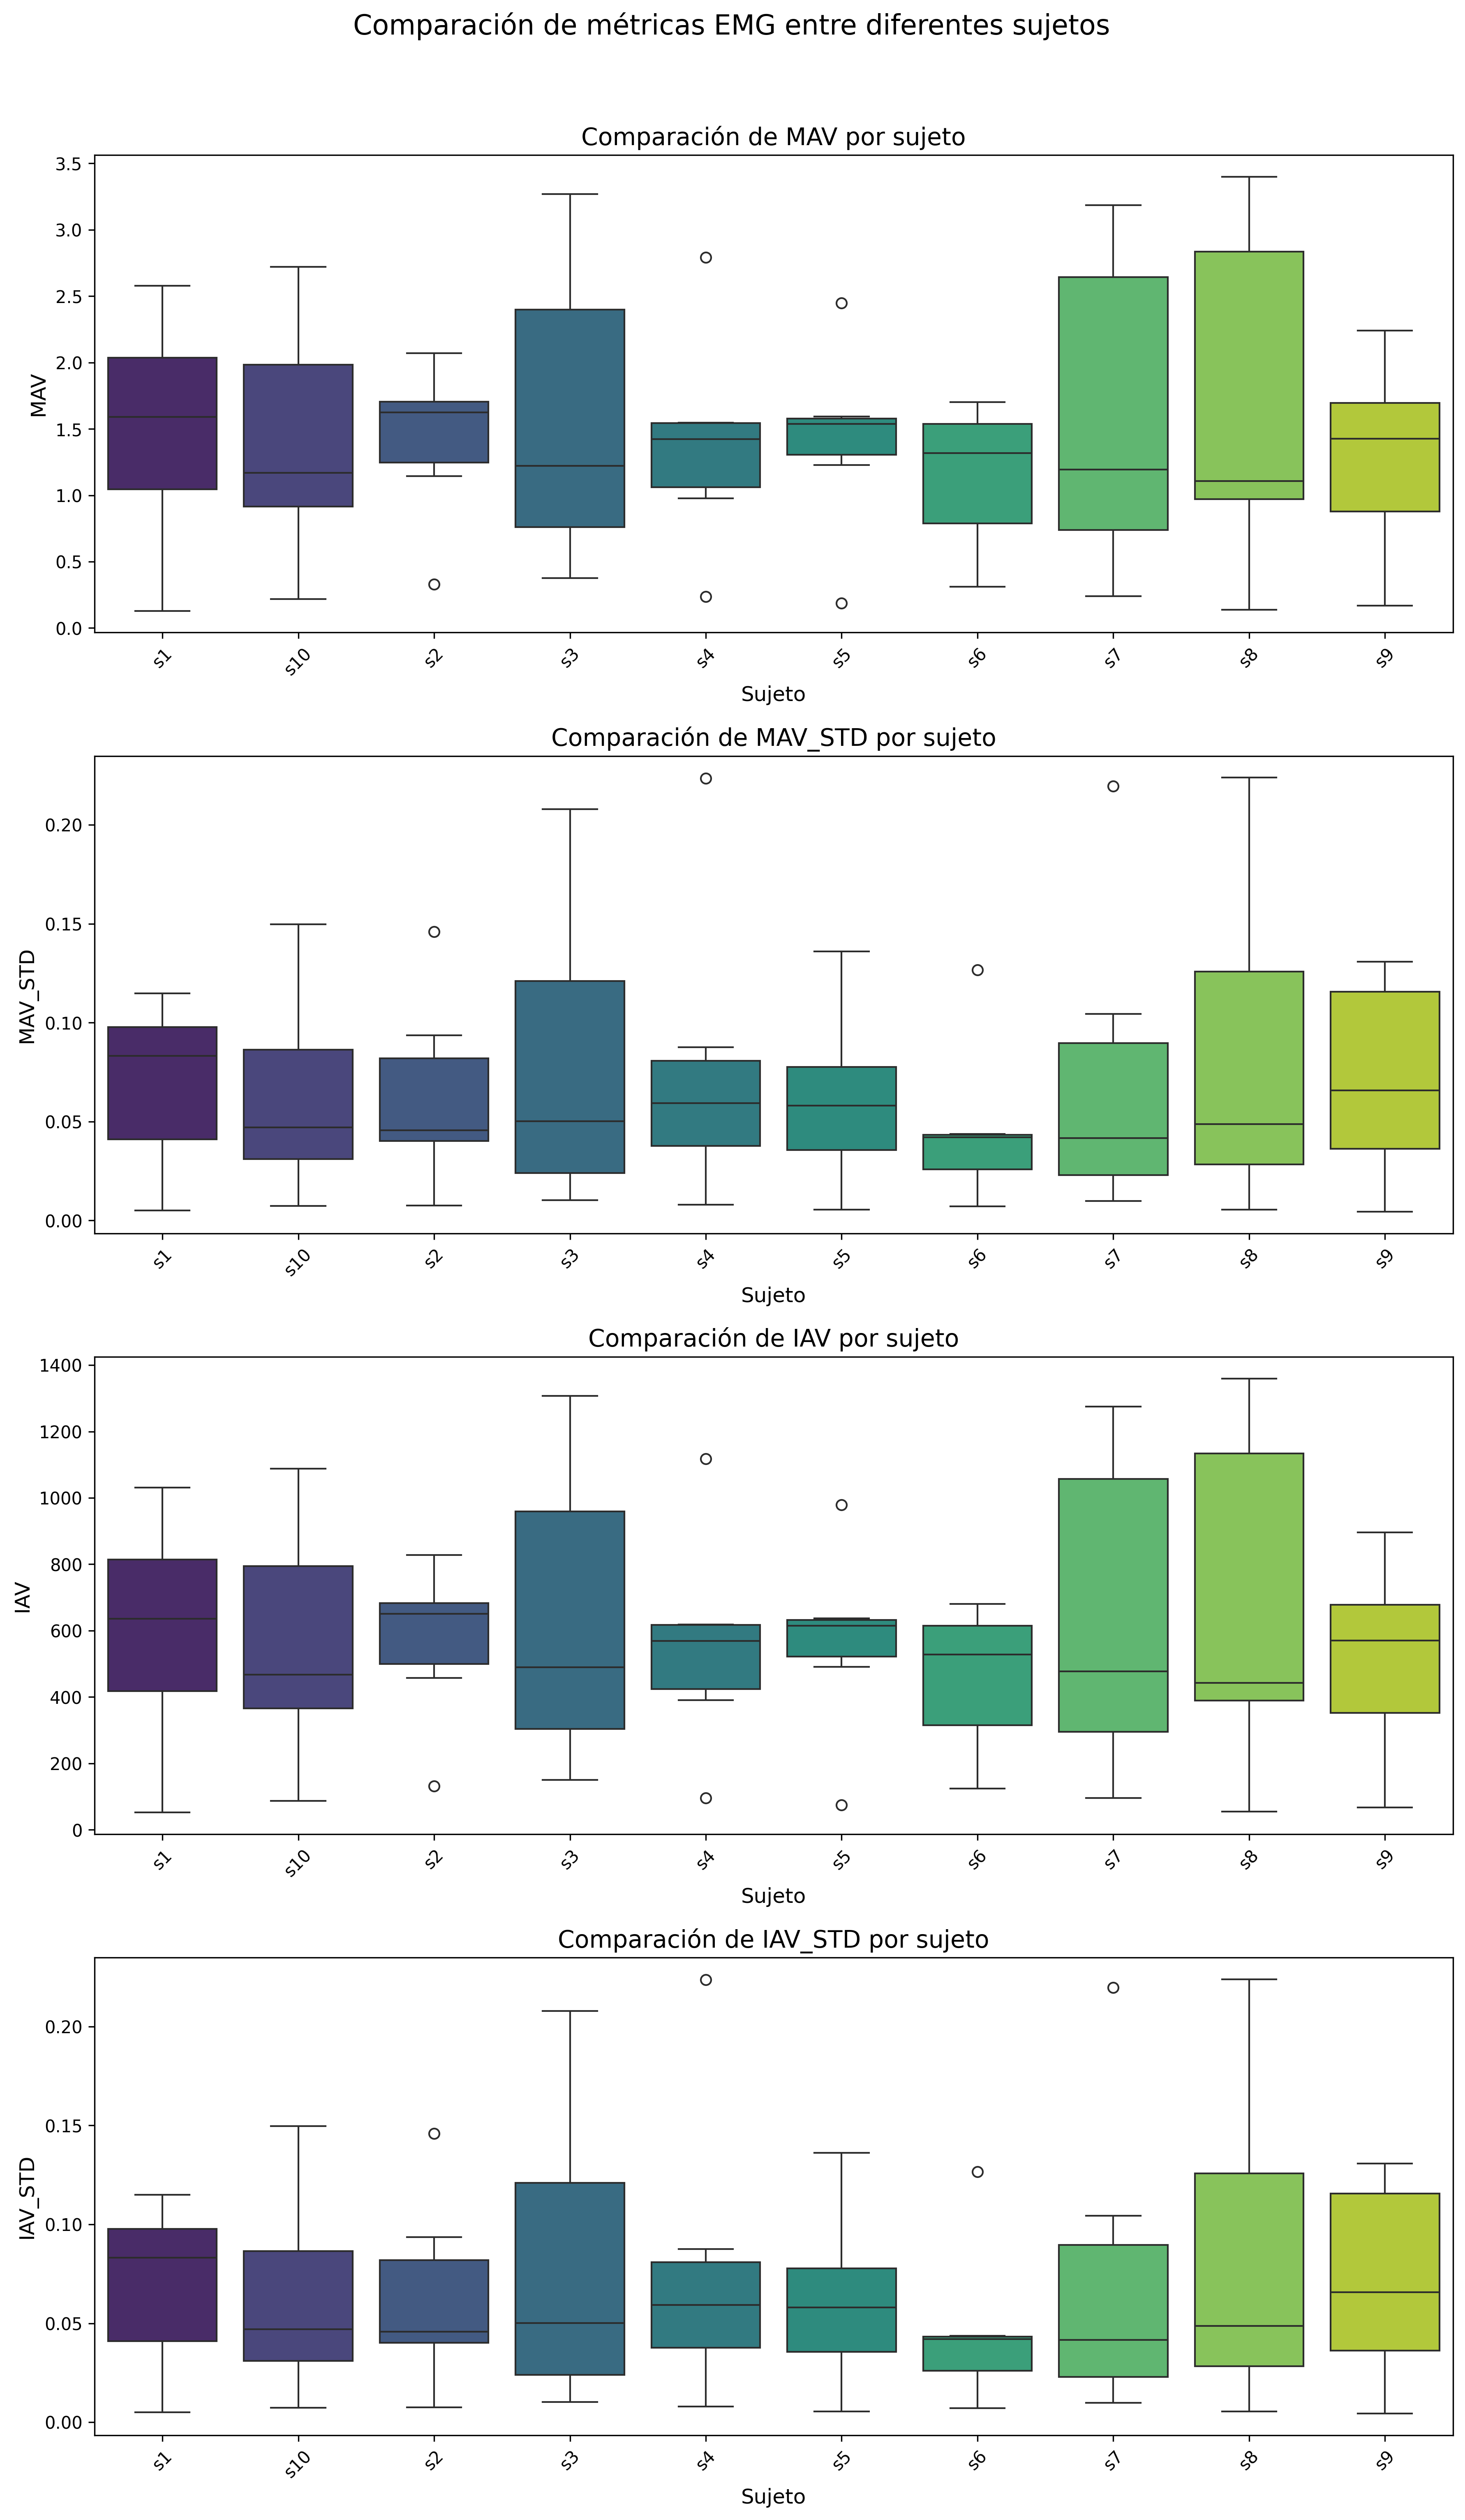 Comparación de métricas EMG entre diferentes sujetos
Comparación de MAV por sujeto
3.5
3.0
2.5
2.0
1.5
1.0
0.5
0.0
MAV
s1 s10 s2 s3 s4 s5 s6 s7 s8 s9
Sujeto
Comparación de MAV_STD por sujeto
0.20
0.15
0.10
0.05
0.00
MAV_STD
s1 s10 s2 s3 s4 s5 s6 s7 s8 s9
Sujeto
Comparación de IAV por sujeto
1400
1200
1000
800
600
400
200
0
IAV
s1 s10 s2 s3 s4 s5 s6 s7 s8 s9
Sujeto
Comparación de IAV_STD por sujeto
0.20
0.15
0.10
0.05
0.00
IAV_STD
s1 s10 s2 s3 s4 s5 s6 s7 s8 s9
Sujeto